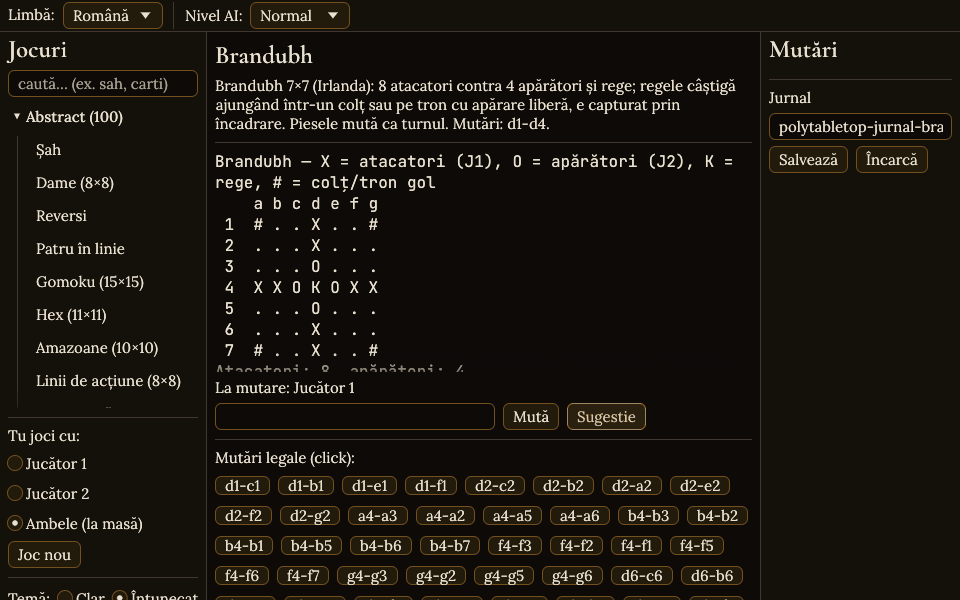 Limbă: Română ▼ Nivel AI: Normal ▼
Jocuri
caută... (ex. sah, carti)
▼ Abstract (100)
Șah
Dame (8×8)
Reversi
Patru în linie
Gomoku (15×15)
Hex (11×11)
Amazoane (10×10)
Linii de acțiune (8×8)
Tu joci cu:
Jucător 1
Jucător 2
Ambele (la masă)
Joc nou
Temă: Clar Întunecat
Brandubh
Brandubh 7×7 (Irlanda): 8 atacatori contra 4 apărători și rege; regele câștigă
ajungând într-un colț sau pe tron cu apărare liberă, e capturat prin
încadrare. Piesele mută ca turnul. Mutări: d1-d4.
Brandubh — X = atacatori (J1), O = apărători (J2), K =
rege, # = colț/tron gol
a b c d e f g
1 # . . X . . #
2 . . . X . . .
3 . . . O . . .
4 X X O K O X X
5 . . . O . . .
6 . . . X . . .
7 # . . X . . #
Atacatori: 8 apărători: 4
La mutare: Jucător 1
Mută Sugestie
Mutări legale (click):
d1-c1 d1-b1 d1-e1 d1-f1 d2-c2 d2-b2 d2-a2 d2-e2
d2-f2 d2-g2 a4-a3 a4-a2 a4-a5 a4-a6 b4-b3 b4-b2
b4-b1 b4-b5 b4-b6 b4-b7 f4-f3 f4-f2 f4-f1 f4-f5
f4-f6 f4-f7 g4-g3 g4-g2 g4-g5 g4-g6 d6-c6 d6-b6
Mutări
Jurnal
polytabletop-jurnal-bra
Salvează Încarcă